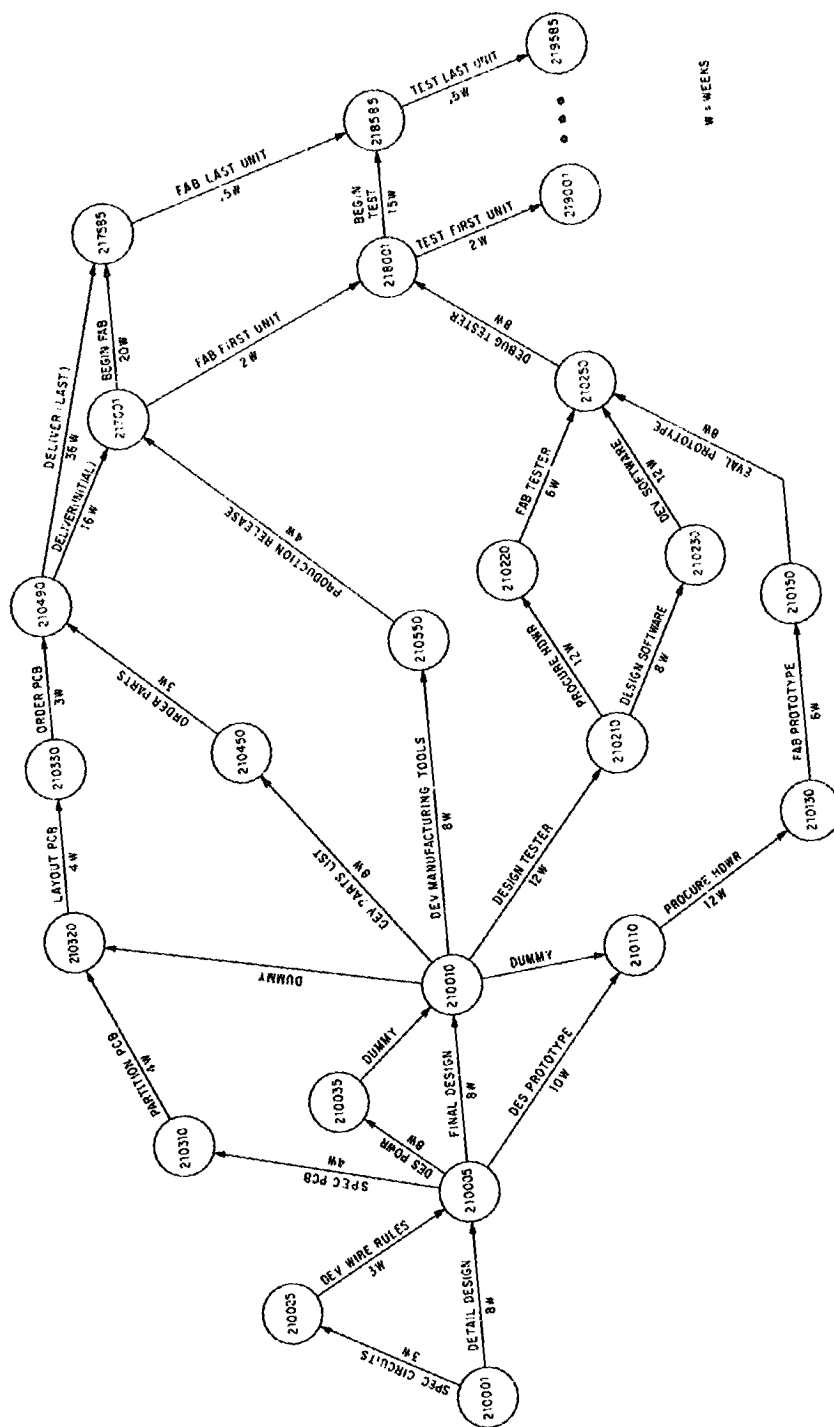 210001
SPEC CIRCUITS
3W
210025
DEV WIRE RULES
3W
DETAIL DESIGN
8W
210005
SPEC PCB
4W
210310
PARTITION PCB
4W
210320
LAYOUT PCB
4W
210330
ORDER PCB
3W
210490
DELIVER (LAST)
36W
DELIVER (INITIAL)
16W
217001
BEGIN FAB
20W
217585
FAB LAST UNIT
.5W
218585
TEST LAST UNIT
.5W
219585
DES POWR
8W
210035
DUMMY
FINAL DESIGN
8W
210010
DUMMY
DEV PARTS LIST
8W
210450
ORDER PARTS
3W
DEV MANUFACTURING TOOLS
8W
210550
PRODUCTION RELEASE
4W
FAB FIRST UNIT
2W
218001
BEGIN
TEST
15W
TEST FIRST UNIT
2W
219001
DESIGN TESTER
12W
210210
PROCURE HDWR
12W
210220
FAB TESTER
6W
DESIGN SOFTWARE
8W
210230
DEV SOFTWARE
12W
210250
DEBUG TESTER
8W
DES PROTOTYPE
10W
DUMMY
210110
PROCURE HDWR
12W
210130
FAB PROTOTYPE
6W
210150
EVAL PROTOTYPE
8W
W = WEEKS